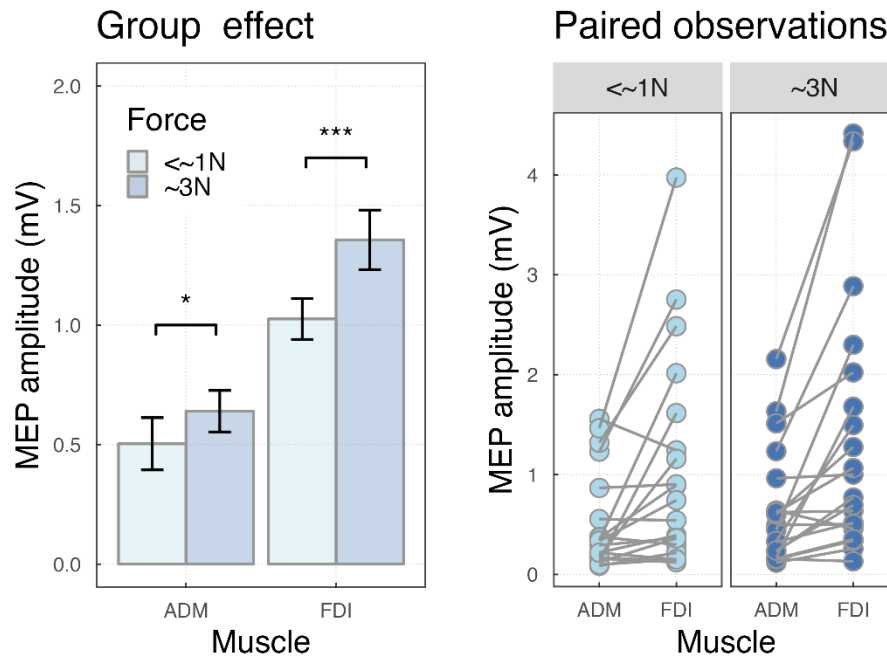 Group effect
MEP amplitude (mV)
2.0
1.5
1.0
0.5
0.0
Force
<~1N
~3N
*
***
ADM
FDI
Muscle
Paired observations
<~1N
~3N
MEP amplitude (mV)
4
3
2
1
0
ADM
FDI
ADM
FDI
Muscle